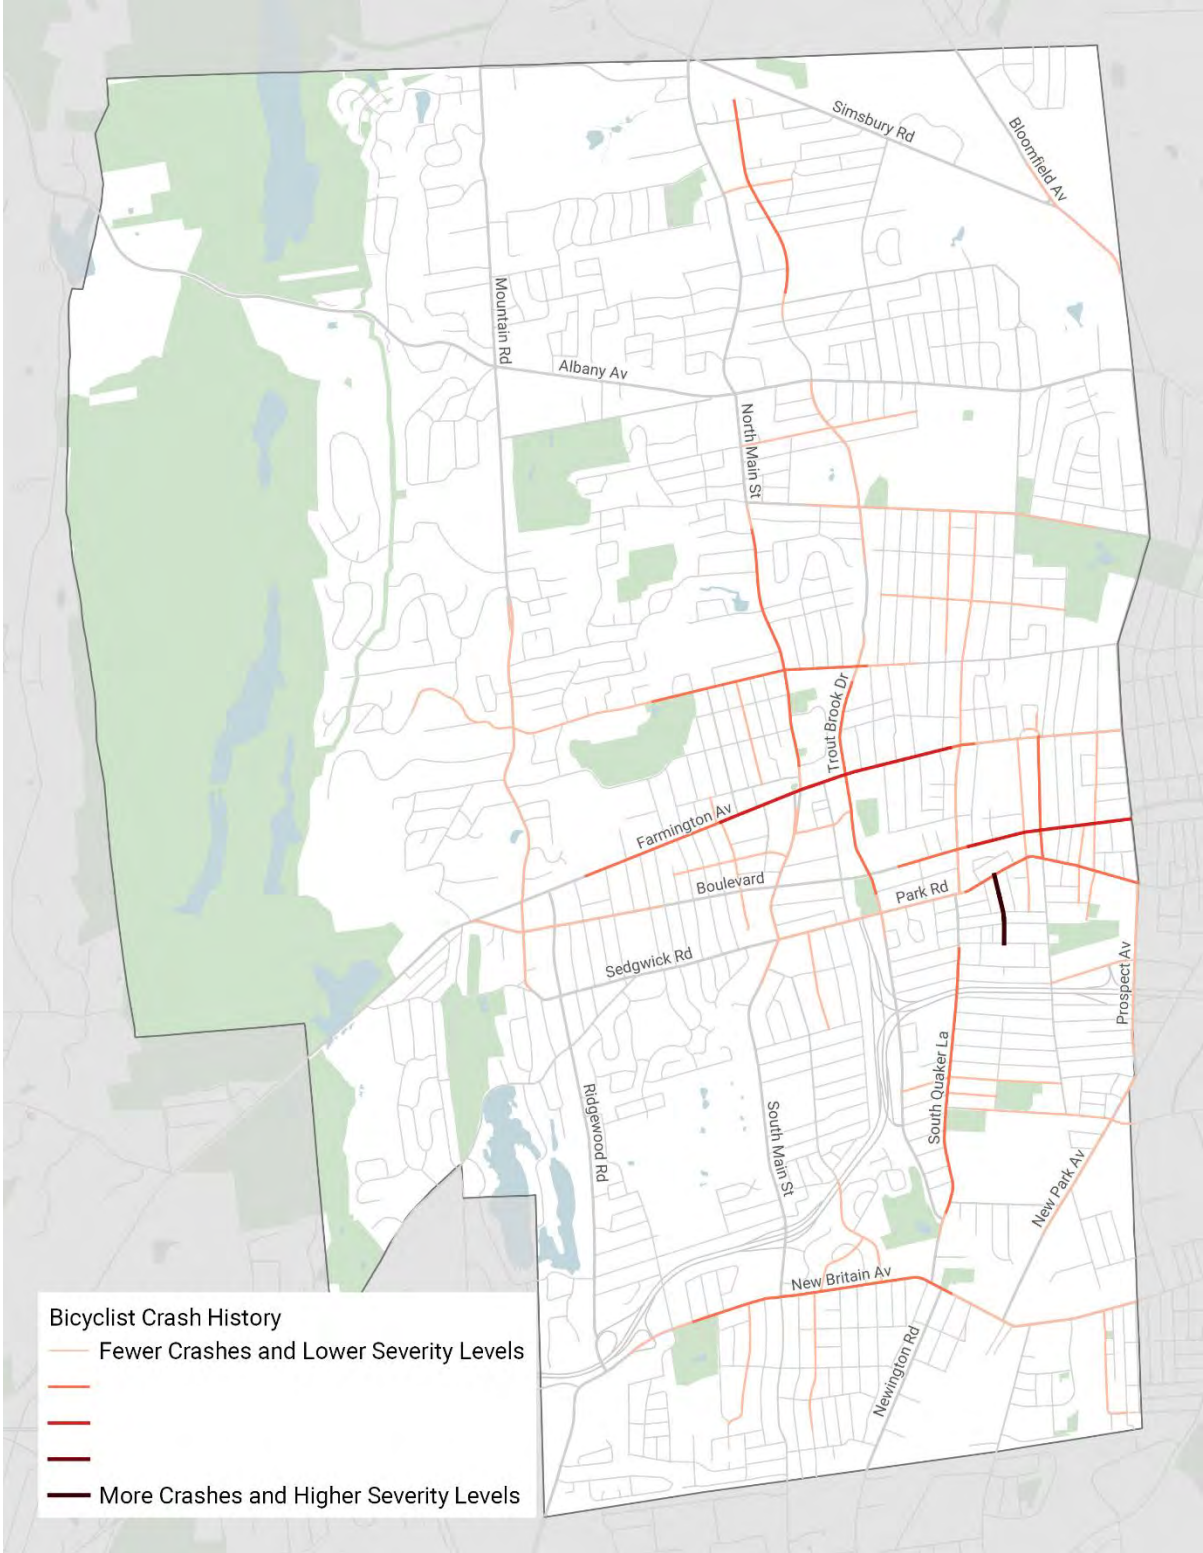 Simsbury Rd
Bloomfield Av
Mountain Rd
Albany Av
North Main St
Trout Brook Dr
Farmington Av
Boulevard
Park Rd
Sedgwick Rd
Prospect Av
South Quaker La
Ridgewood Rd
South Main St
New Park Av
New Britain Av
Newington Rd
Bicyclist Crash History
Fewer Crashes and Lower Severity Levels
More Crashes and Higher Severity Levels